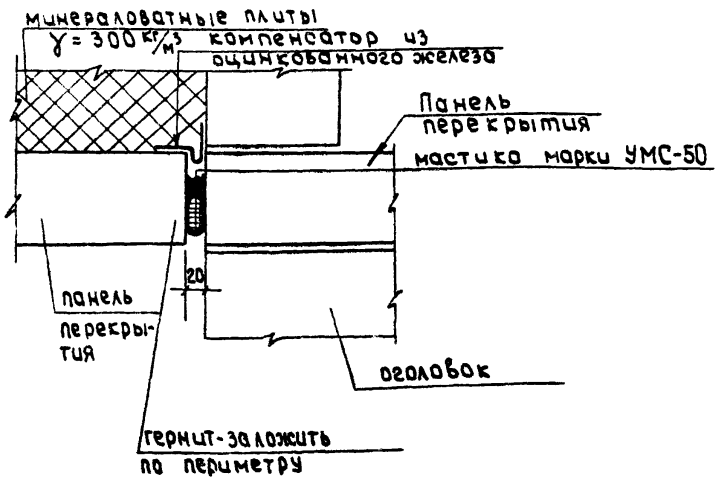 минераловатные плиты
γ = 300 кг/м³ компенсатор из
оцинкованного железа
Панель
перекрытия
мастика марки УМС-50
20
панель
перекры-
тия
оголовок
гернит-заложить
по периметру